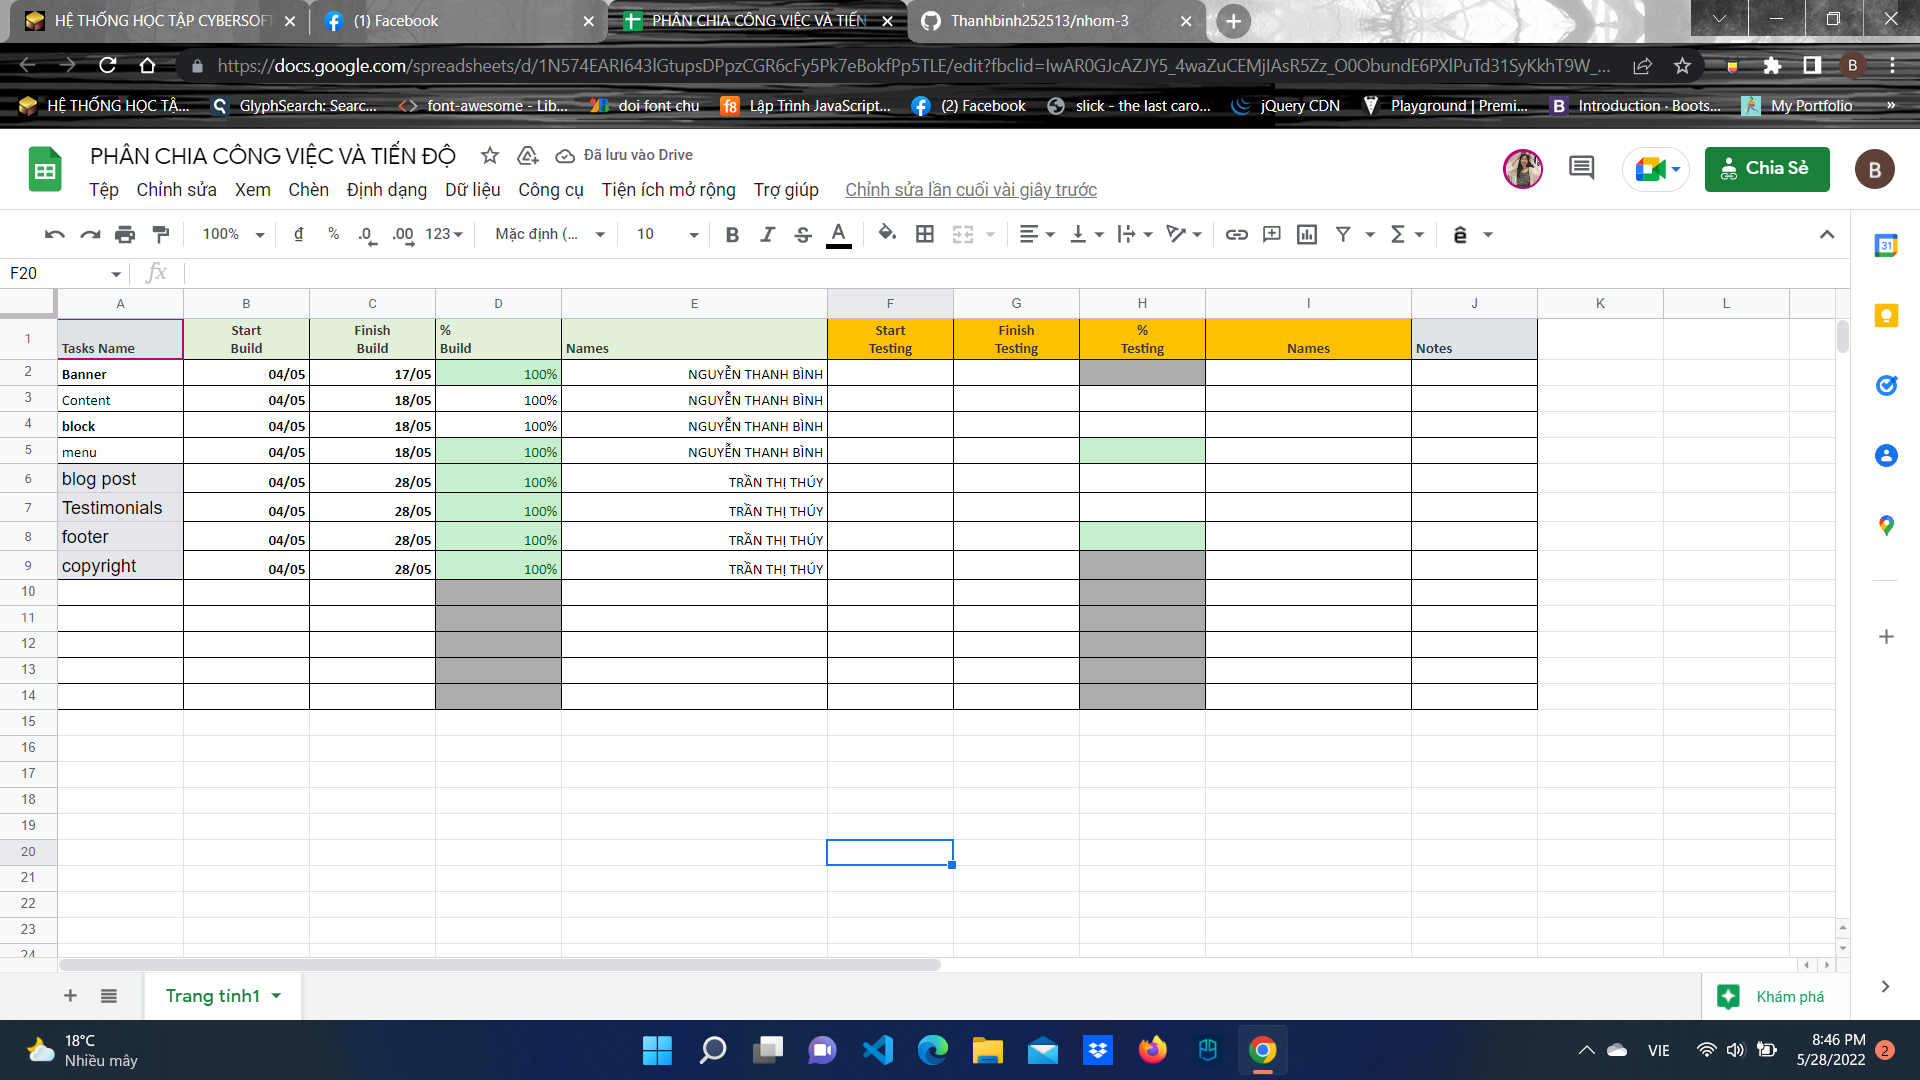 HỆ THỐNG HỌC TẬP CYBERSOFT
(1) Facebook
PHÂN CHIA CÔNG VIỆC VÀ TIẾN
Thanhbinh252513/nhom-3
https://docs.google.com/spreadsheets/d/1N574EARI643lGtupsDPpzCGR6cFy5Pk7eBokfPp5TLE/edit?fbclid=IwAR0GJcAZJY5_4waZuCEMjIAsR5Zz_O0ObundE6PXlPuTd31SyKkhT9W_...
B
HỆ THỐNG HỌC TẬ...
GlyphSearch: Searc...
font-awesome - Lib...
doi font chu
Lập Trình JavaScript...
(2) Facebook
slick - the last caro...
jQuery CDN
Playground | Premi...
Introduction · Boots...
My Portfolio
»
PHÂN CHIA CÔNG VIỆC VÀ TIẾN ĐỘ
Đã lưu vào Drive
Tệp Chỉnh sửa Xem Chèn Định dạng Dữ liệu Công cụ Tiện ích mở rộng Trợ giúp Chỉnh sửa lần cuối vài giây trước
Chia Sẻ
B
100% ₫ % .0 .00 123 Mặc định (... 10 B I S A Σ ê
31
F20 fx
A B C D E F G H I J K L
1 Tasks Name Start Build Finish Build % Build Names Start Testing Finish Testing % Testing Names Notes
2 Banner 04/05 17/05 100% NGUYỄN THANH BÌNH
3 Content 04/05 18/05 100% NGUYỄN THANH BÌNH
4 block 04/05 18/05 100% NGUYỄN THANH BÌNH
5 menu 04/05 18/05 100% NGUYỄN THANH BÌNH
6 blog post 04/05 28/05 100% TRẦN THỊ THÚY
7 Testimonials 04/05 28/05 100% TRẦN THỊ THÚY
8 footer 04/05 28/05 100% TRẦN THỊ THÚY
9 copyright 04/05 28/05 100% TRẦN THỊ THÚY
10
11
12
13
14
15
16
17
18
19
20
21
22
23
24
Trang tính1
Khám phá
18°C
Nhiều mây
VIE
8:46 PM
5/28/2022
2